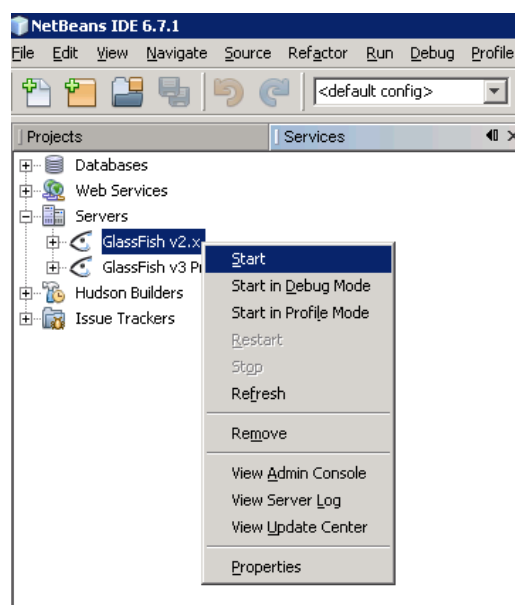 NetBeans IDE 6.7.1
File Edit View Navigate Source Refactor Run Debug Profile
<default config>
Projects Services
Databases
Web Services
Servers
GlassFish v2.x
GlassFish v3
Hudson Builders
Issue Trackers
Start
Start in Debug Mode
Start in Profile Mode
Restart
Stop
Refresh
Remove
View Admin Console
View Server Log
View Update Center
Properties